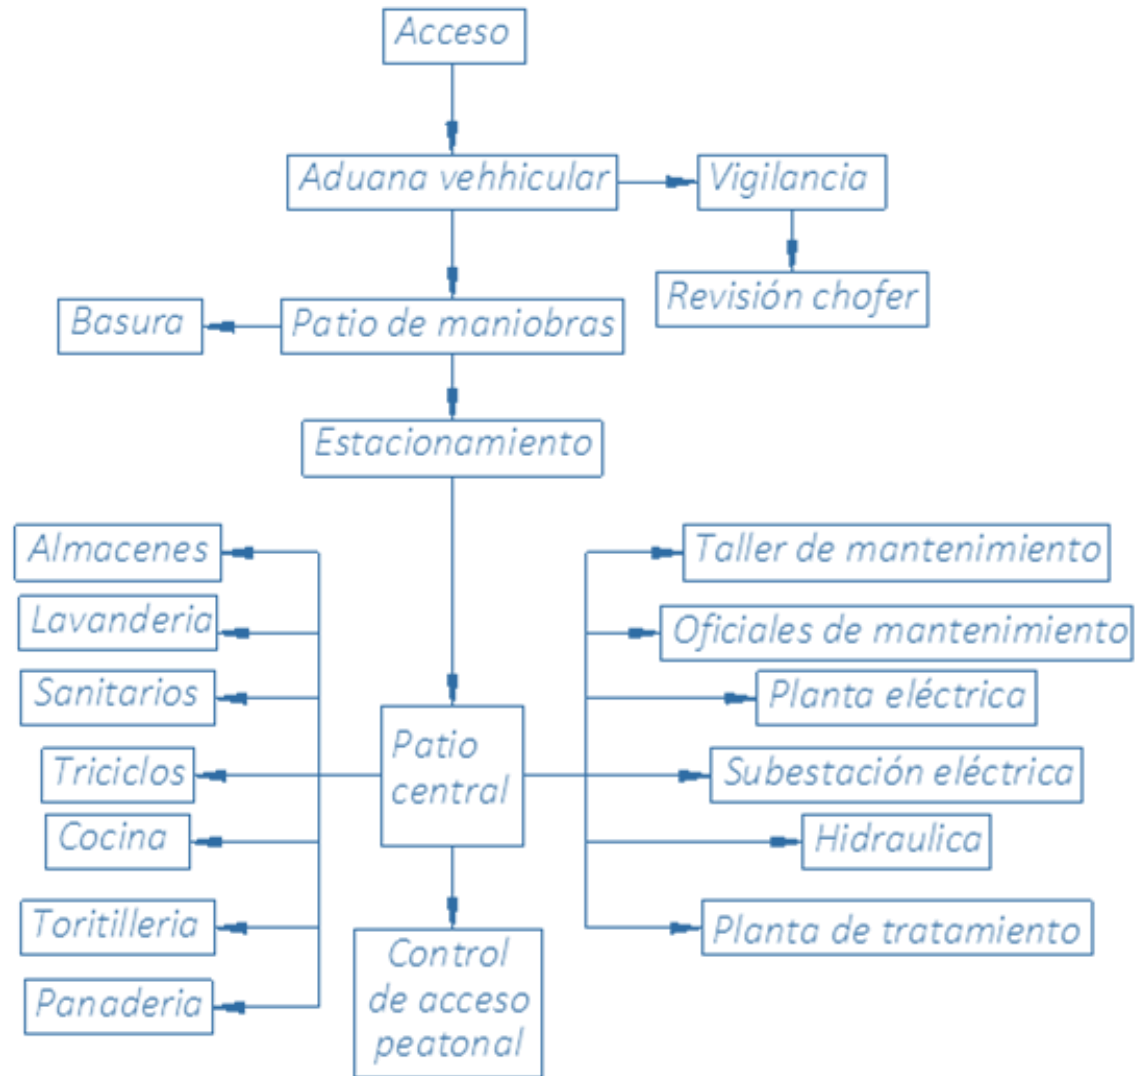 Acceso
Aduana vehhicular
Vigilancia
Revisión chofer
Basura
Patio de maniobras
Estacionamiento
Almacenes
Lavanderia
Sanitarios
Triciclos
Cocina
Toritilleria
Panaderia
Patio
central
Taller de mantenimiento
Oficiales de mantenimiento
Planta eléctrica
Subestación eléctrica
Hidraulica
Planta de tratamiento
Control
de acceso
peatonal